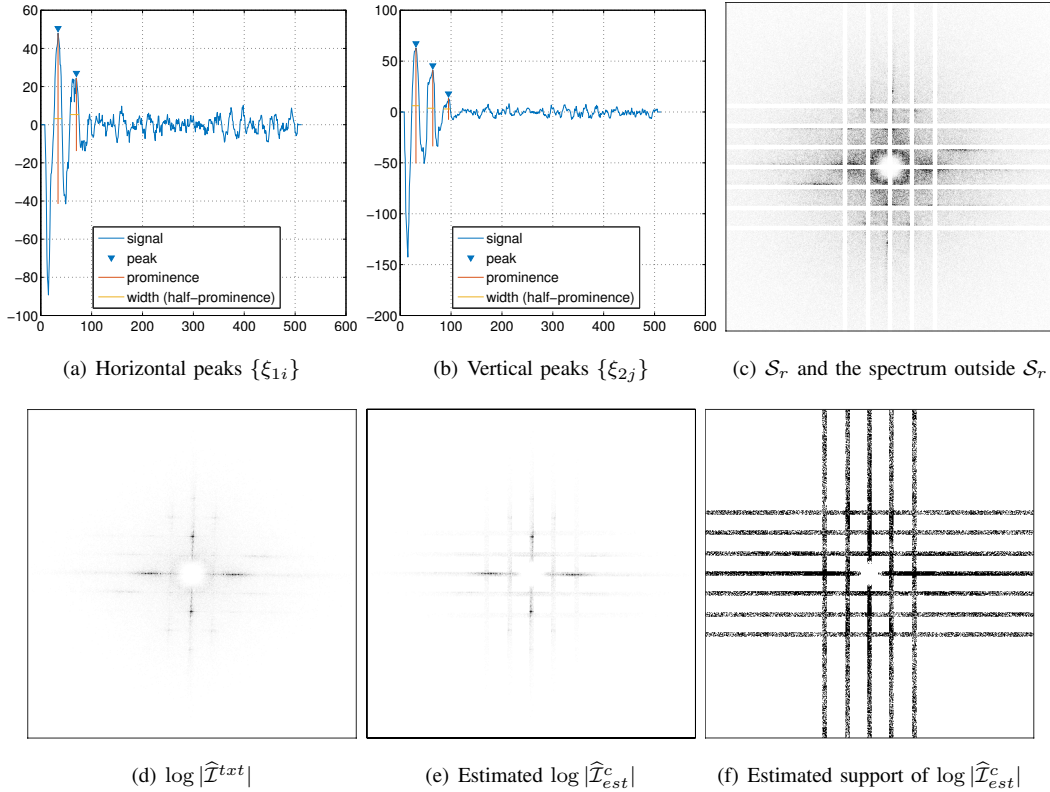 60
40
20
0
−20
−40
−60
−80
−100
0 100 200 300 400 500 600
signal
peak
prominence
width (half−prominence)
(a) Horizontal peaks {ξ₁ᵢ}
100
50
0
−50
−100
−150
−200
0 100 200 300 400 500 600
signal
peak
prominence
width (half−prominence)
(b) Vertical peaks {ξ₂ⱼ}
(c) 𝒮ᵣ and the spectrum outside 𝒮ᵣ
(d) log |ℐ̂^{txt}|
(e) Estimated log |ℐ̂^{c}_{est}|
(f) Estimated support of log |ℐ̂^{c}_{est}|